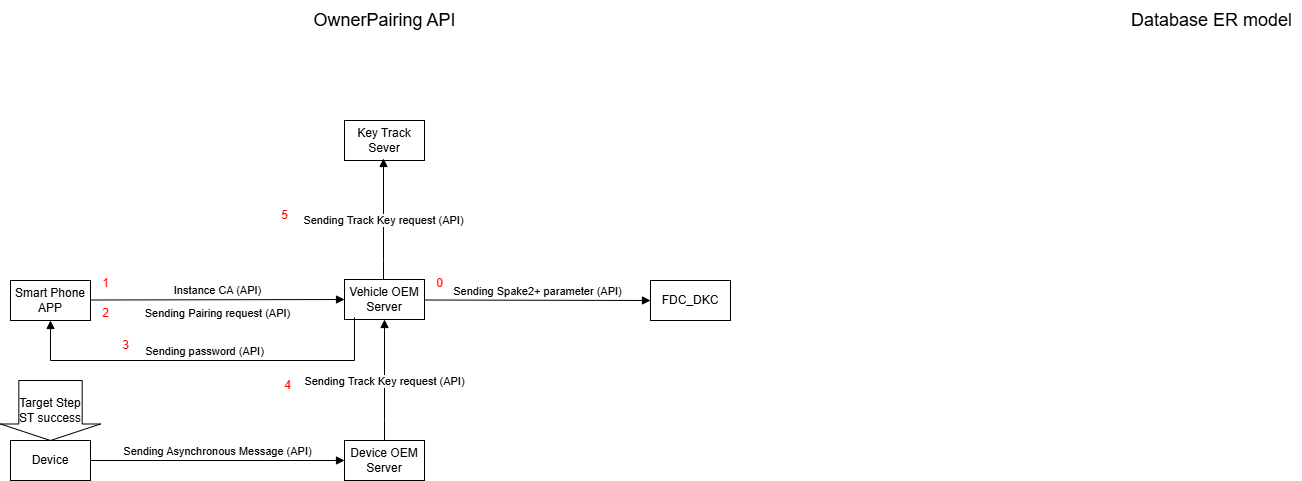 OwnerPairing API
Database ER model
Key Track
Sever
5
Sending Track Key request (API)
Smart Phone
APP
1
Instance CA (API)
2
Sending Pairing request (API)
Vehicle OEM
Server
0
Sending Spake2+ parameter (API)
FDC_DKC
3
Sending password (API)
4
Sending Track Key request (API)
Target Step
ST success
Device
Sending Asynchronous Message (API)
Device OEM
Server